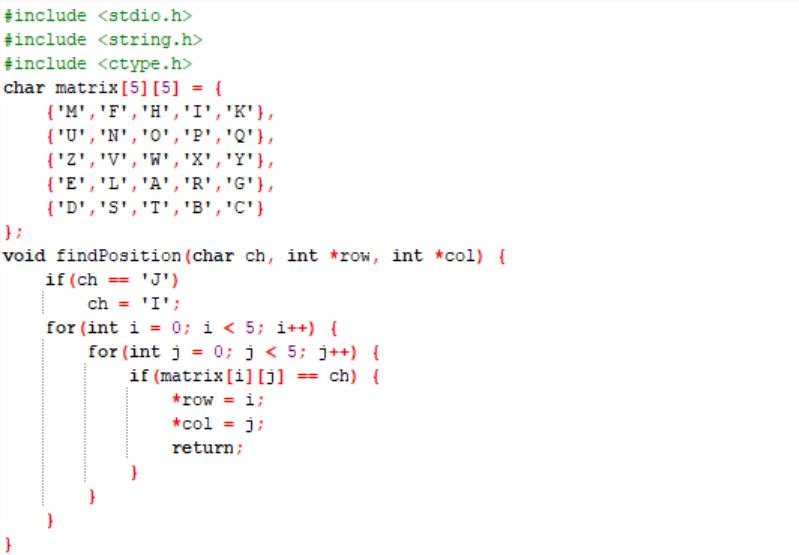 #include <stdio.h>
#include <string.h>
#include <ctype.h>
char matrix[5][5] = {
    {'M','F','H','I','K'},
    {'U','N','O','P','Q'},
    {'Z','V','W','X','Y'},
    {'E','L','A','R','G'},
    {'D','S','T','B','C'}
};
void findPosition(char ch, int *row, int *col) {
    if(ch == 'J')
        ch = 'I';
    for(int i = 0; i < 5; i++) {
        for(int j = 0; j < 5; j++) {
            if(matrix[i][j] == ch) {
                *row = i;
                *col = j;
                return;
            }
        }
    }
}